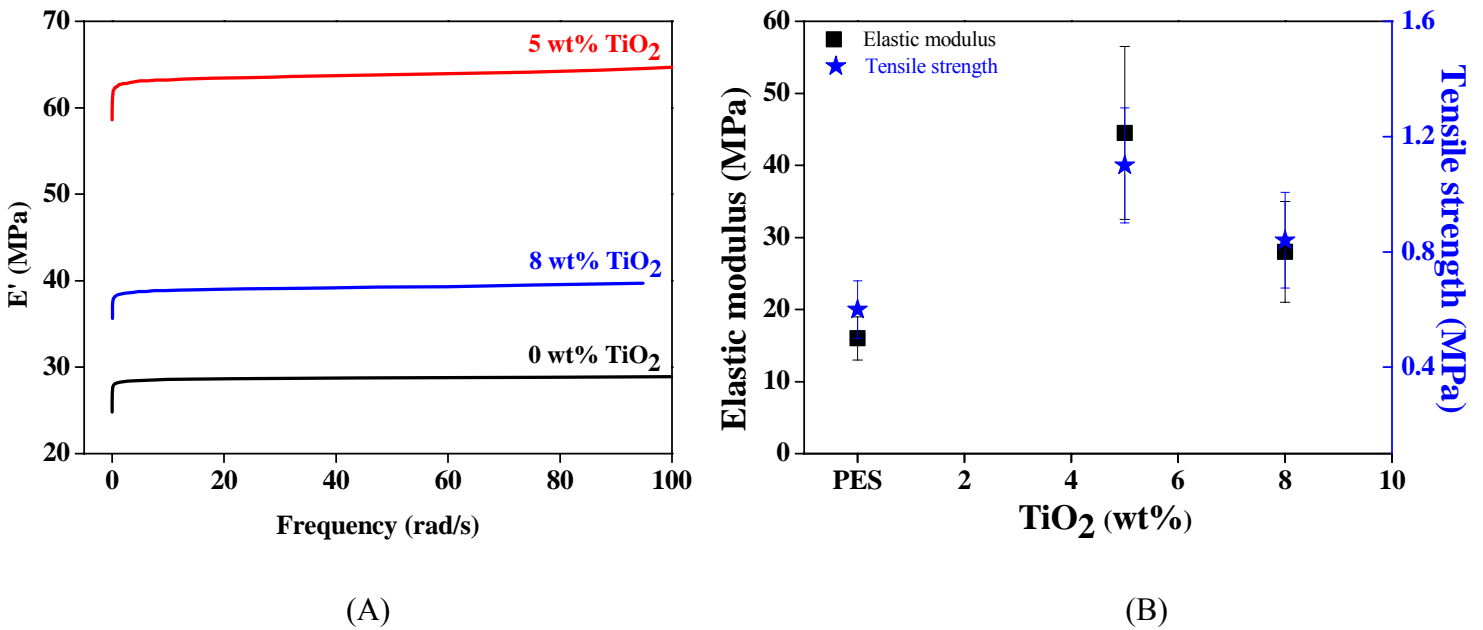 70
60
50
40
30
20
E' (MPa)
5 wt% TiO2
8 wt% TiO2
0 wt% TiO2
0 20 40 60 80 100
Frequency (rad/s)
(A)
60
50
40
30
20
10
0
Elastic modulus (MPa)
Elastic modulus
Tensile strength
1.6
1.2
0.8
0.4
Tensile strength (MPa)
PES 2 4 6 8 10
TiO2 (wt%)
(B)